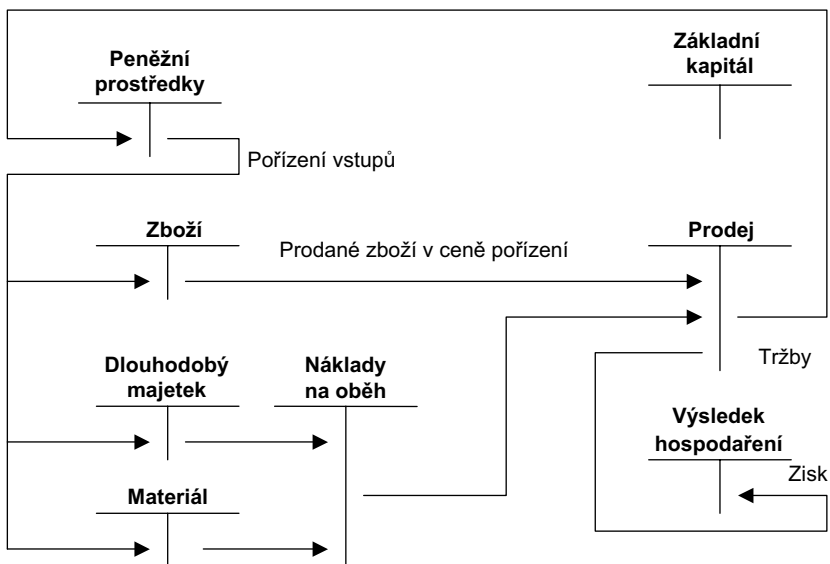 Peněžní
prostředky
Základní
kapitál
Pořízení vstupů
Zboží
Prodané zboží v ceně pořízení
Prodej
Dlouhodobý
majetek
Náklady
na oběh
Tržby
Výsledek
hospodaření
Zisk
Materiál